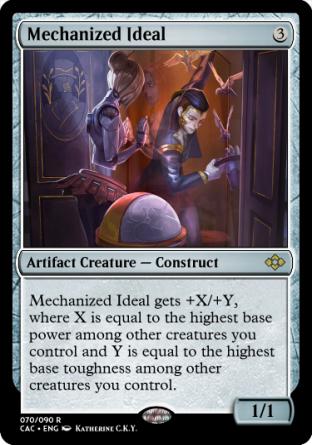 Mechanized Ideal 3
Artifact Creature — Construct
Mechanized Ideal gets +X/+Y,
where X is equal to the highest base
power among other creatures you
control and Y is equal to the highest
base toughness among other
creatures you control.
1/1
070/090 R
CAC • ENG Katherine C.K.Y.